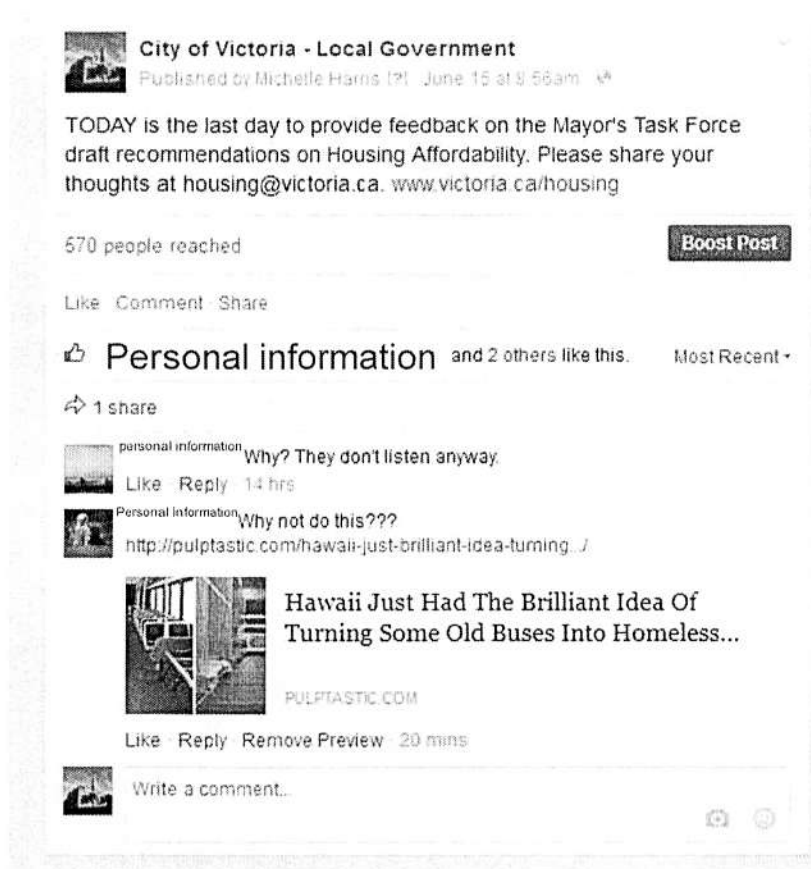 City of Victoria - Local Government
Published by Michelle Harris [?] June 15 at 8:56am
TODAY is the last day to provide feedback on the Mayor's Task Force
draft recommendations on Housing Affordability. Please share your
thoughts at housing@victoria.ca. www.victoria.ca/housing
570 people reached
Boost Post
Like · Comment · Share
Personal information and 2 others like this.
Most Recent
1 share
personal information Why? They don't listen anyway.
Like · Reply · 14 hrs
Personal Information Why not do this???
http://pulptastic.com/hawaii-just-brilliant-idea-turning.../
Hawaii Just Had The Brilliant Idea Of
Turning Some Old Buses Into Homeless...
PULPTASTIC.COM
Like · Reply · Remove Preview · 20 mins
Write a comment...